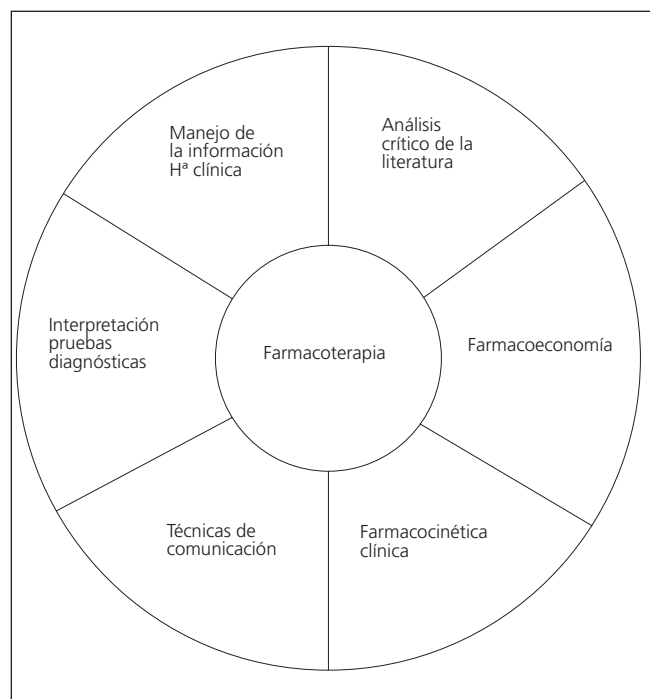 Manejo de
la información
Hª clínica
Análisis
crítico de la
literatura
Interpretación
pruebas
diagnósticas
Farmacoterapia
Farmacoeconomía
Técnicas de
comunicación
Farmacocinética
clínica